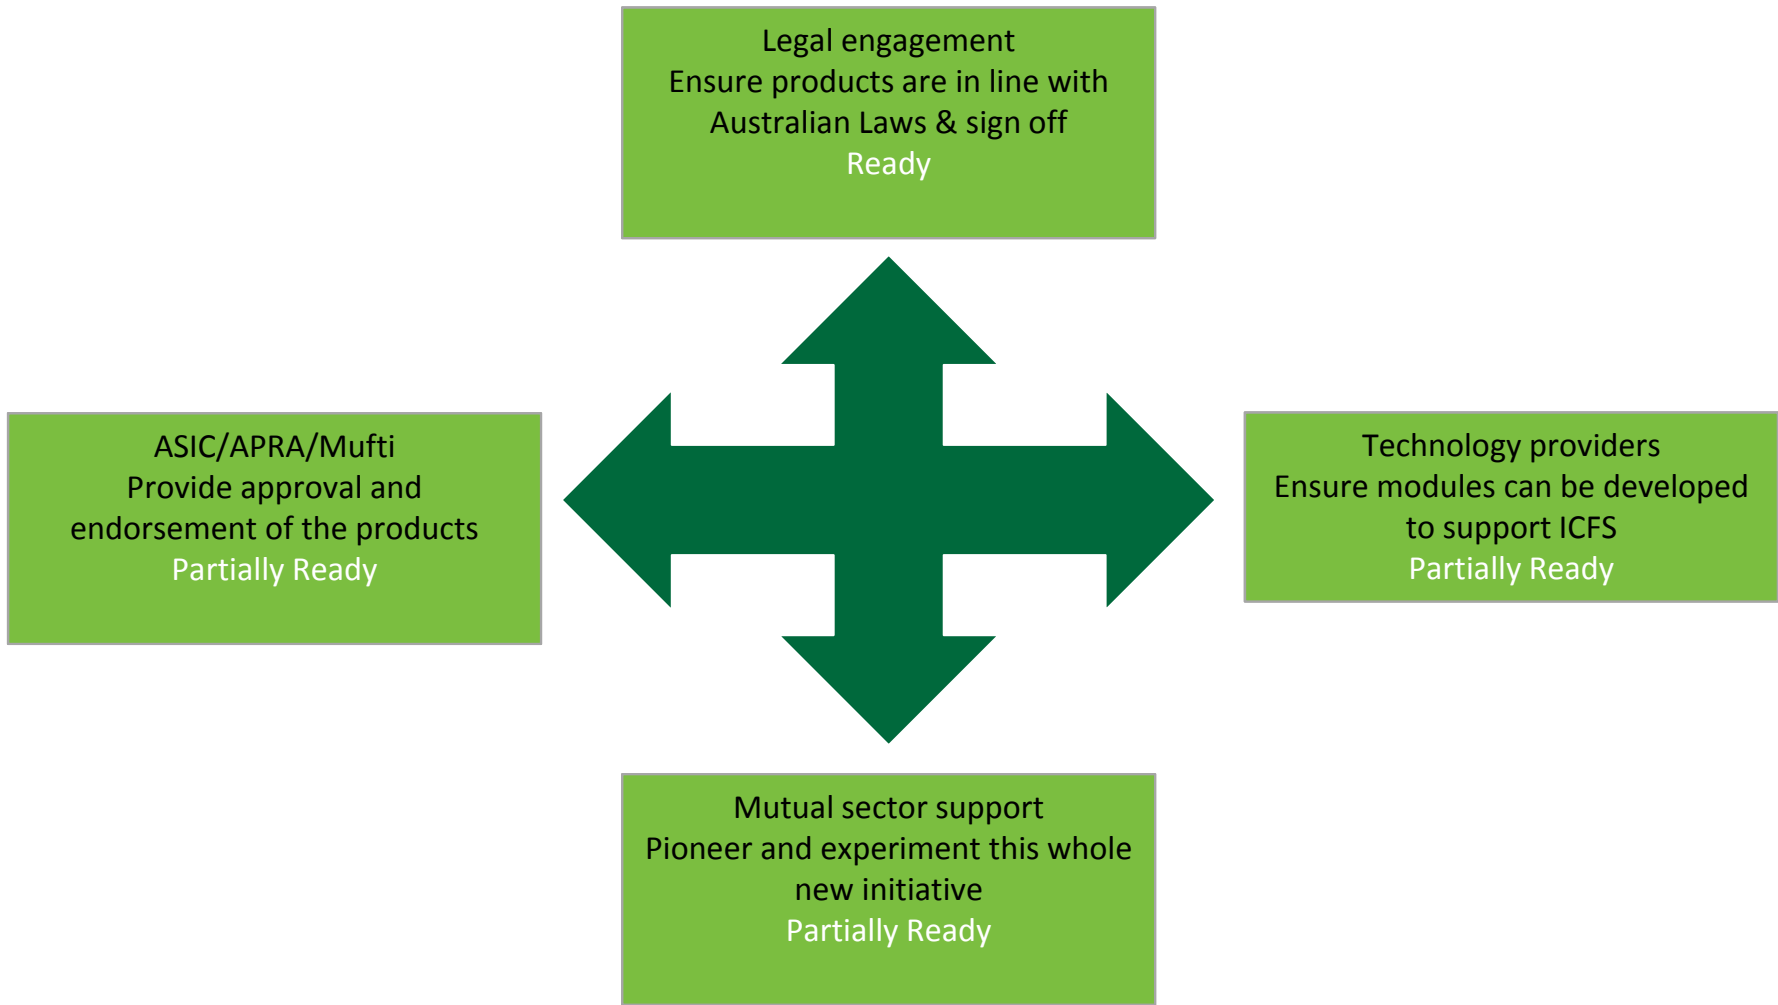 Legal engagement
Ensure products are in line with
Australian Laws & sign off
Ready
ASIC/APRA/Mufti
Provide approval and
endorsement of the products
Partially Ready
Technology providers
Ensure modules can be developed
to support ICFS
Partially Ready
Mutual sector support
Pioneer and experiment this whole
new initiative
Partially Ready